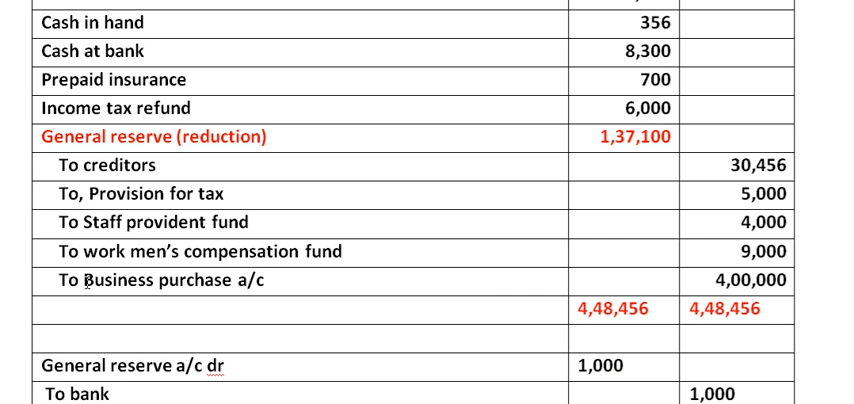 Cash in hand 356
Cash at bank 8,300
Prepaid insurance 700
Income tax refund 6,000
General reserve (reduction) 1,37,100
To creditors 30,456
To, Provision for tax 5,000
To Staff provident fund 4,000
To work men’s compensation fund 9,000
To Business purchase a/c 4,00,000
4,48,456 4,48,456
General reserve a/c dr 1,000
To bank 1,000